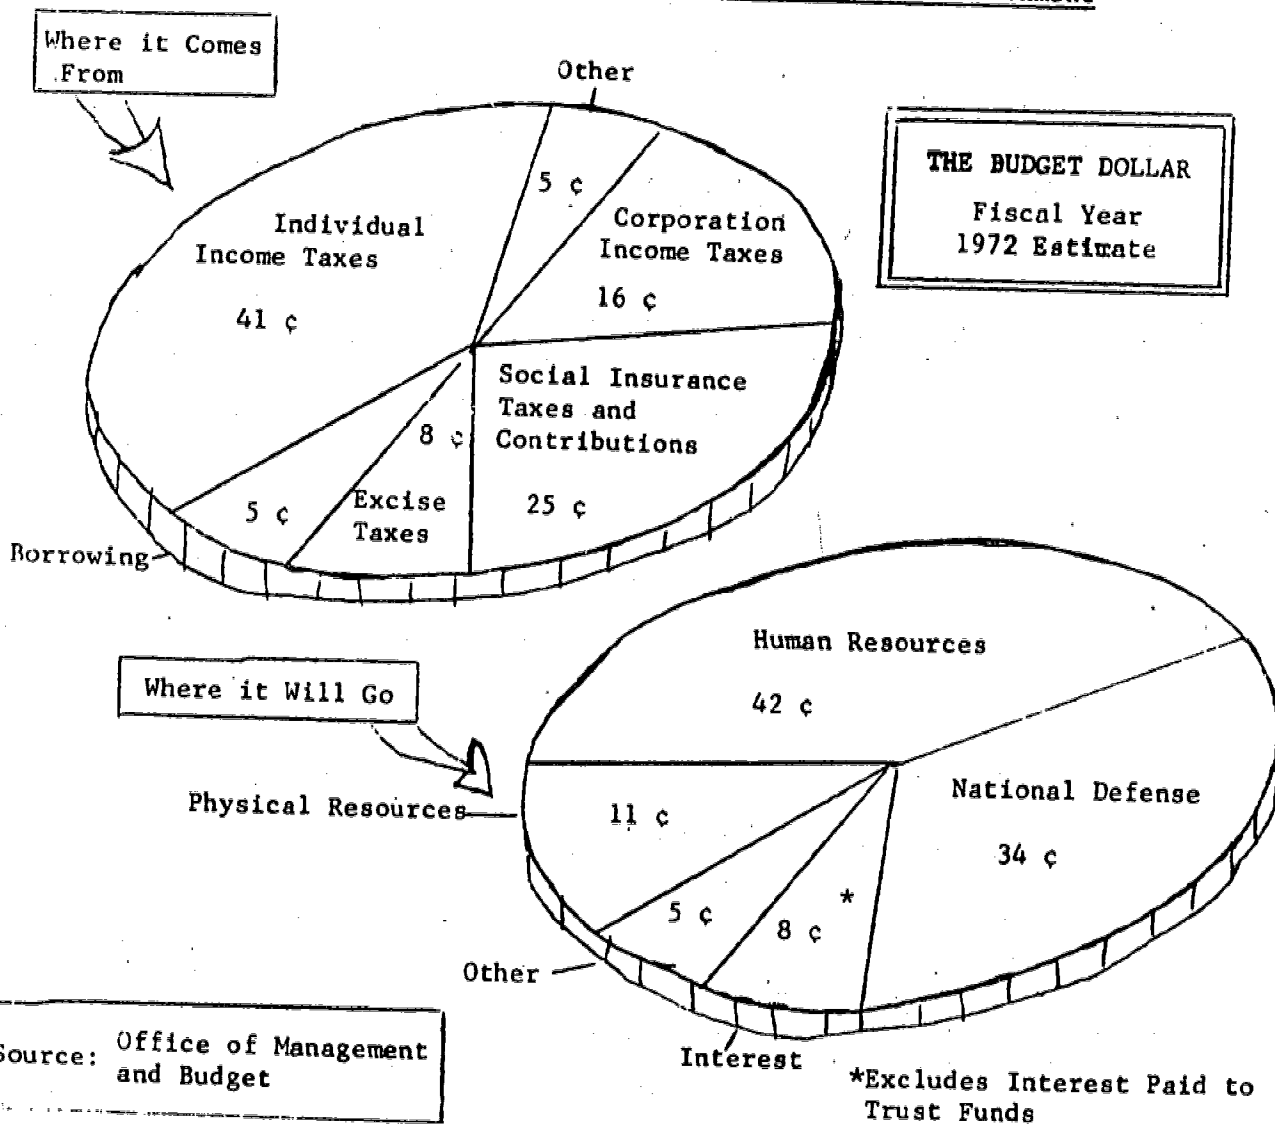 Where it Comes
From
Other
THE BUDGET DOLLAR
Fiscal Year
1972 Estimate
5 ¢
Individual
Income Taxes
41 ¢
Corporation
Income Taxes
16 ¢
Social Insurance
Taxes and
Contributions
25 ¢
8 ¢
Excise
Taxes
5 ¢
Borrowing
Where it Will Go
Human Resources
42 ¢
Physical Resources
11 ¢
National Defense
34 ¢
5 ¢
8 ¢ *
Other
Interest
Source: Office of Management
and Budget
*Excludes Interest Paid to
Trust Funds